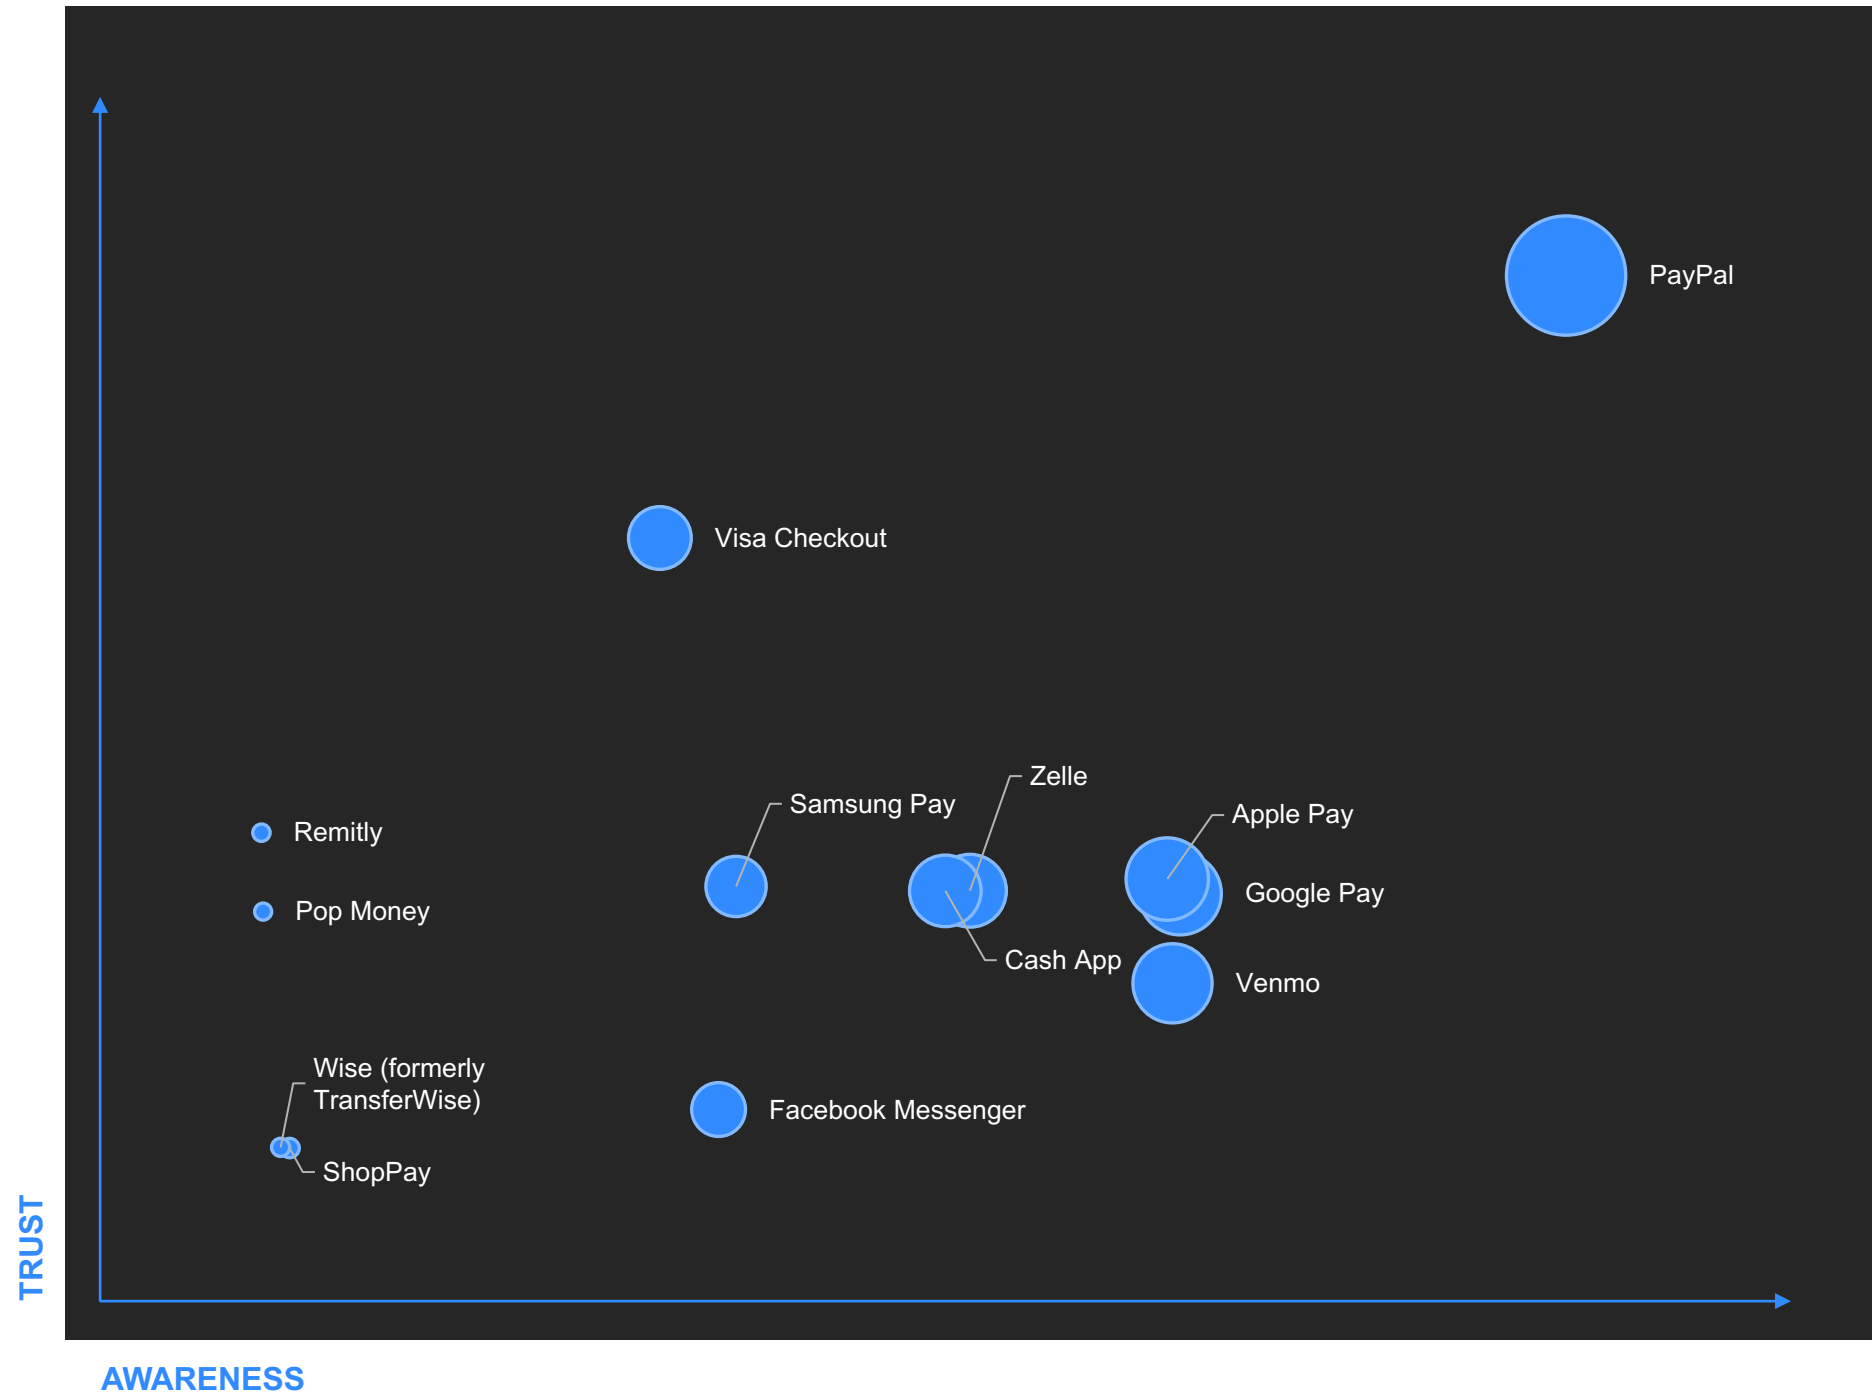 PayPal
Visa Checkout
Zelle
Samsung Pay
Apple Pay
Remitly
Google Pay
Pop Money
Cash App
Venmo
Wise (formerly
TransferWise)
Facebook Messenger
ShopPay
TRUST
AWARENESS